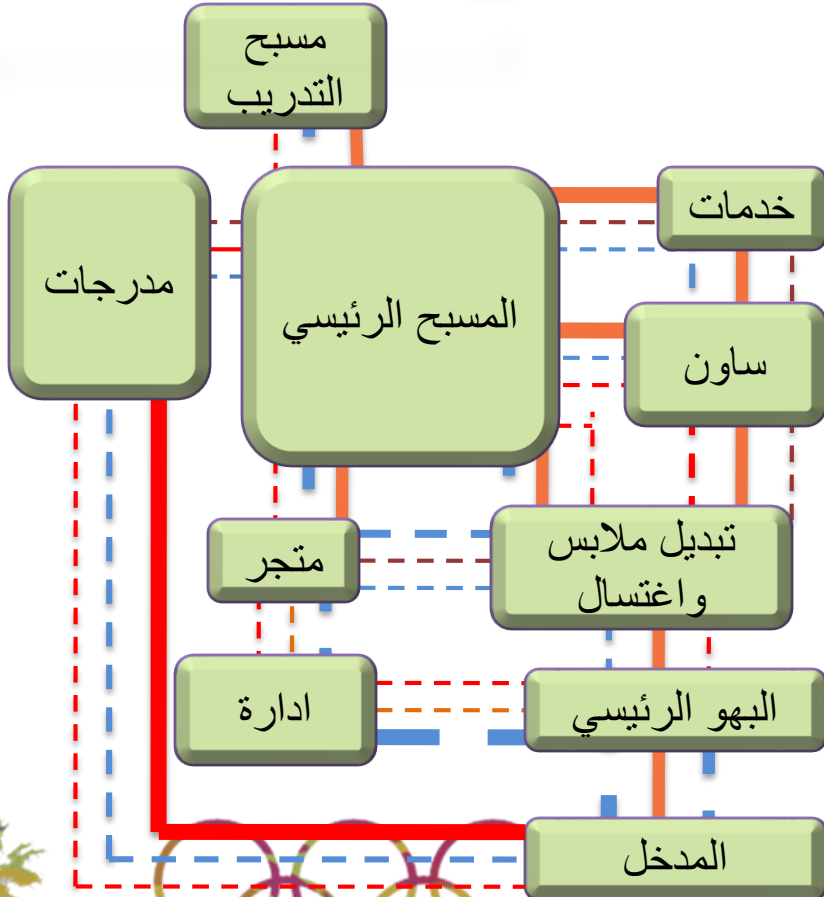 مسبح
التدريب
خدمات
مدرجات
المسبح الرئيسي
ساون
تبديل ملابس
واغتسال
متجر
ادارة
البهو الرئيسي
المدخل